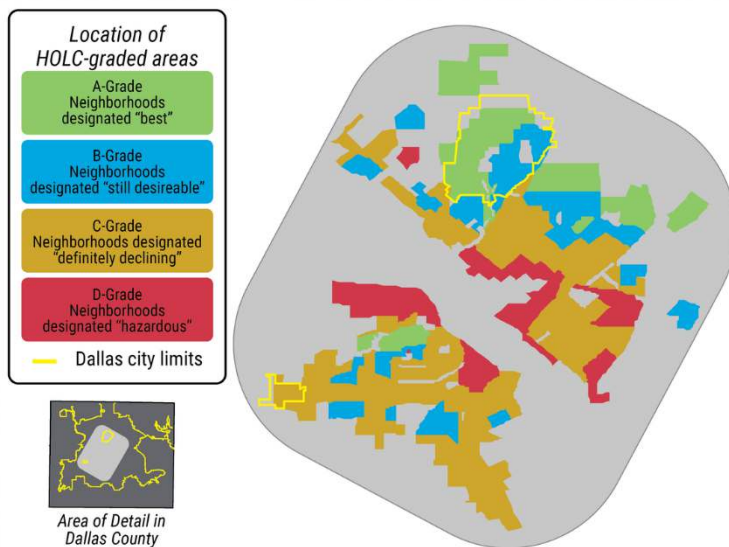 Location of
HOLC-graded areas
A-Grade
Neighborhoods
designated “best”
B-Grade
Neighborhoods
designated “still desireable”
C-Grade
Neighborhoods designated
“definitely declining”
D-Grade
Neighborhoods
designated “hazardous”
Dallas city limits
Area of Detail in
Dallas County